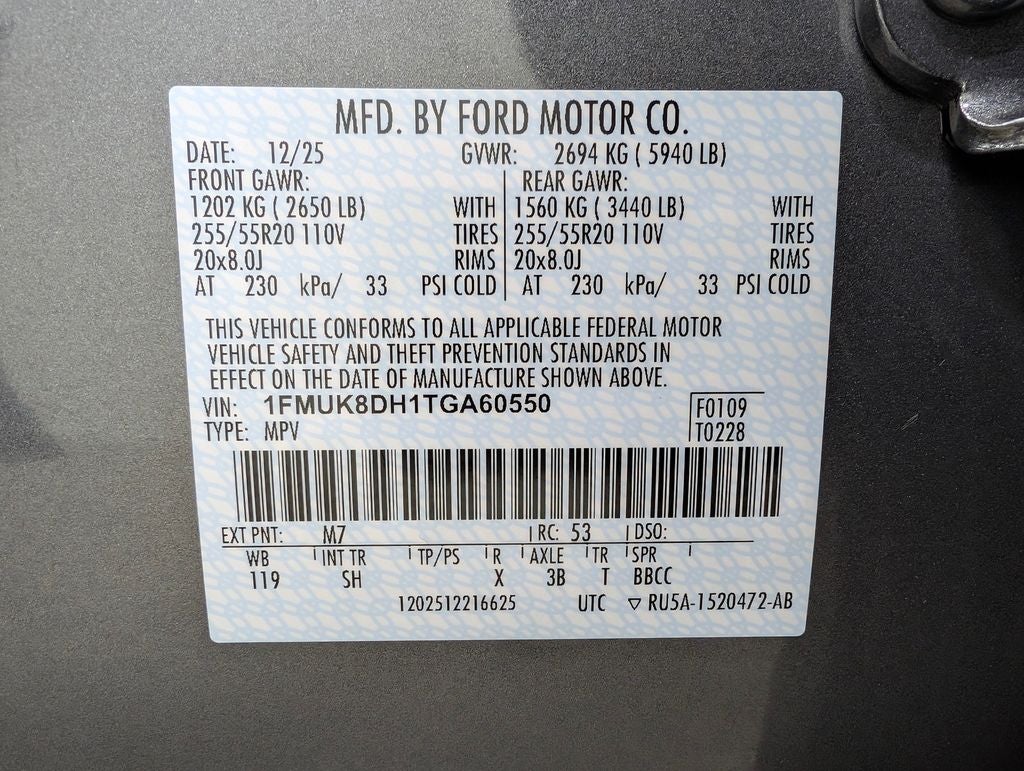 MFD. BY FORD MOTOR CO.
DATE: 12/25 GVWR: 2694 KG ( 5940 LB)
FRONT GAWR: REAR GAWR:
1202 KG ( 2650 LB) WITH 1560 KG ( 3440 LB) WITH
255/55R20 110V TIRES 255/55R20 110V TIRES
20x8.0J RIMS 20x8.0J RIMS
AT 230 kPa/ 33 PSI COLD AT 230 kPa/ 33 PSI COLD
THIS VEHICLE CONFORMS TO ALL APPLICABLE FEDERAL MOTOR
VEHICLE SAFETY AND THEFT PREVENTION STANDARDS IN
EFFECT ON THE DATE OF MANUFACTURE SHOWN ABOVE.
VIN: 1FMUK8DH1TGA60550 F0109
TYPE: MPV T0228
EXT PNT: M7 RC: 53 DSO:
WB INT TR TP/PS R AXLE TR SPR
119 SH X 3B T BBCC
1202512216625 UTC ▽ RU5A-1520472-AB